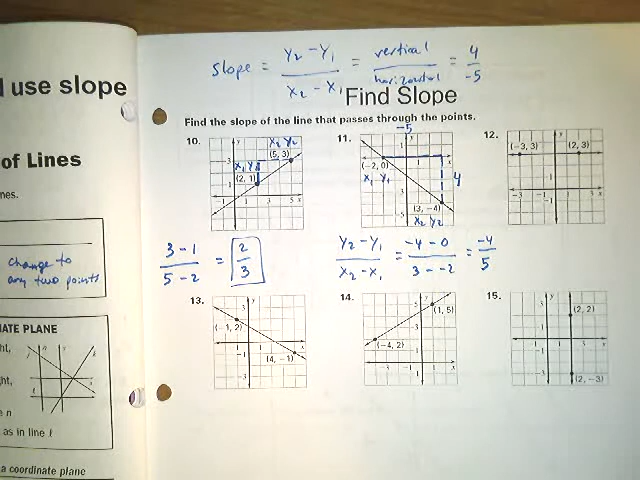 slope = Y2 - Y1 / X2 - X1 = vertical / horizontal = 4 / -5
use slope
of Lines
nes.
change to
any two points
ATE PLANE
ht,
ght,
e n
as in line ℓ
a coordinate plane
Find Slope
Find the slope of the line that passes through the points.
10.
X2 Y2
(5, 3)
X1 Y1
(2, 1)
3 - 1 / 5 - 2 = 2 / 3
11.
-5
(-2, 0)
X1 Y1
4
(3, -4)
X2 Y2
Y2 - Y1 / X2 - X1 = -4 - 0 / 3 - -2 = -4 / 5
12.
(-3, 3)
(2, 3)
13.
(-1, 2)
(4, -1)
14.
(1, 5)
(-4, 2)
15.
(2, 2)
(2, -3)